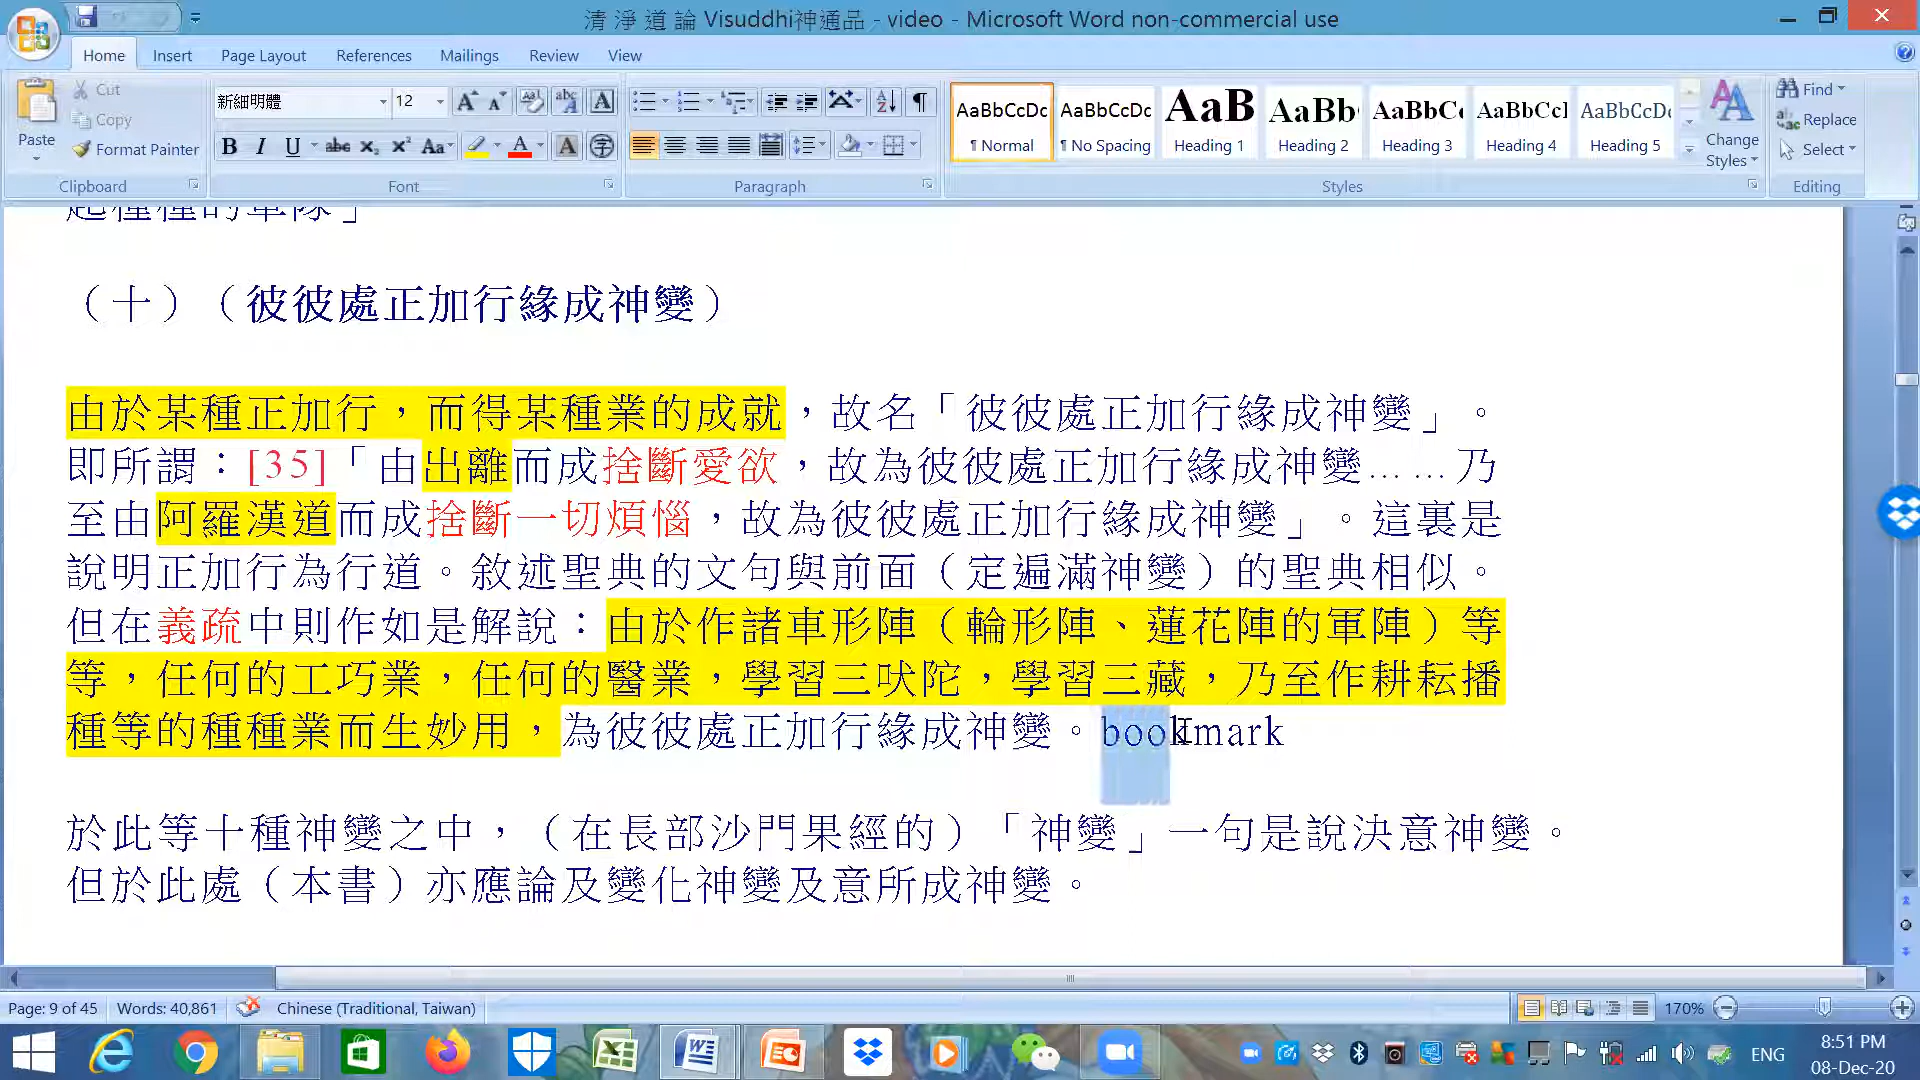 清 淨 道 論 Visuddhi神通品 - video - Microsoft Word non-commercial use
Home Insert Page Layout References Mailings Review View
Cut
Copy
Format Painter
Paste
Clipboard
新細明體 12
Font
Paragraph
AaBbCcDc AaBbCcDc AaB AaBb AaBbC AaBbCcI AaBbCcDc
¶ Normal ¶ No Spacing Heading 1 Heading 2 Heading 3 Heading 4 Heading 5
Change Styles
Styles
Find
Replace
Select
Editing
起種種的軍隊」
（十）（彼彼處正加行緣成神變）
由於某種正加行，而得某種業的成就，故名「彼彼處正加行緣成神變」。
即所謂：[35]「由出離而成捨斷愛欲，故為彼彼處正加行緣成神變……乃
至由阿羅漢道而成捨斷一切煩惱，故為彼彼處正加行緣成神變」。這裏是
說明正加行為行道。敘述聖典的文句與前面（定遍滿神變）的聖典相似。
但在義疏中則作如是解說：由於作諸車形陣（輪形陣、蓮花陣的軍陣）等
等，任何的工巧業，任何的醫業，學習三吠陀，學習三藏，乃至作耕耘播
種等的種種業而生妙用，為彼彼處正加行緣成神變。bookmark
於此等十種神變之中，（在長部沙門果經的）「神變」一句是說決意神變。
但於此處（本書）亦應論及變化神變及意所成神變。
Page: 9 of 45 Words: 40,861 Chinese (Traditional, Taiwan) 170%
ENG
8:51 PM
08-Dec-20